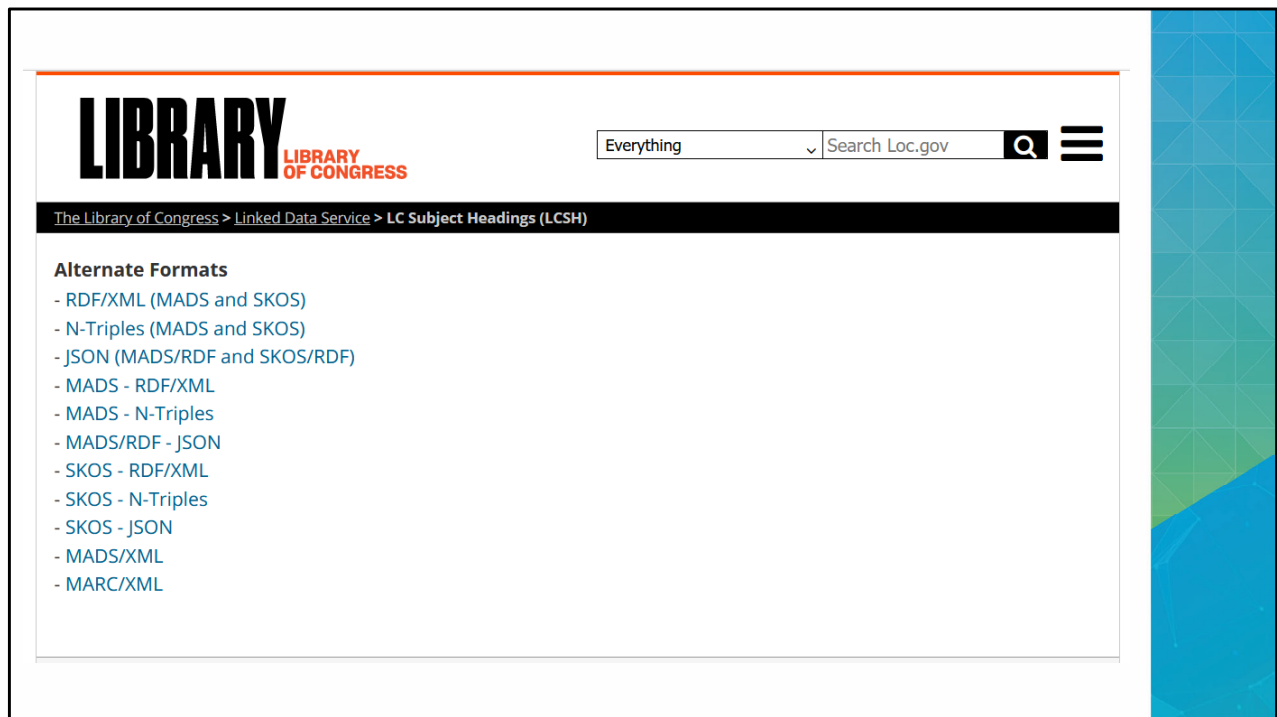 LIBRARY
LIBRARY
OF CONGRESS
Everything
Search Loc.gov
The Library of Congress > Linked Data Service > LC Subject Headings (LCSH)
Alternate Formats
- RDF/XML (MADS and SKOS)
- N-Triples (MADS and SKOS)
- JSON (MADS/RDF and SKOS/RDF)
- MADS - RDF/XML
- MADS - N-Triples
- MADS/RDF - JSON
- SKOS - RDF/XML
- SKOS - N-Triples
- SKOS - JSON
- MADS/XML
- MARC/XML